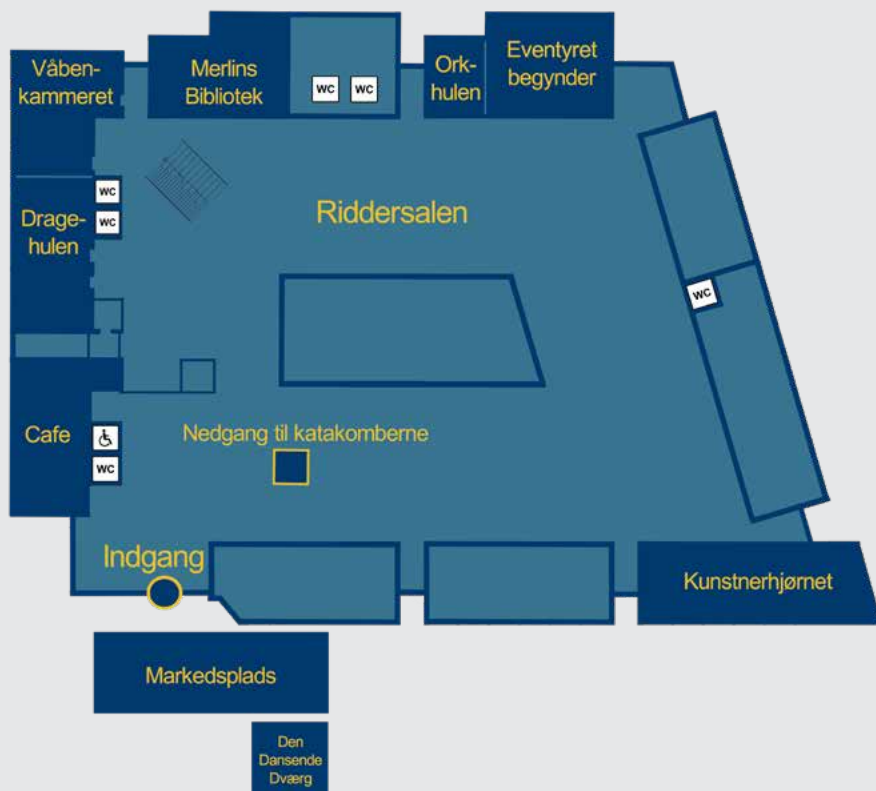 Våben-
kammeret
Merlins
Bibliotek
WC WC
Ork-
hulen
Eventyret
begynder
WC
WC
Drage-
hulen
Riddersalen
WC
Cafe
WC
Nedgang til katakomberne
Indgang
Kunstnerhjørnet
Markedsplads
Den
Dansende
Dværg